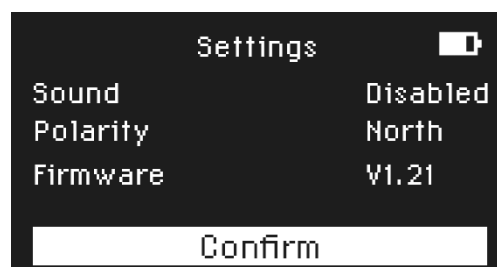 Settings
Sound Disabled
Polarity North
Firmware V1.21
Confirm